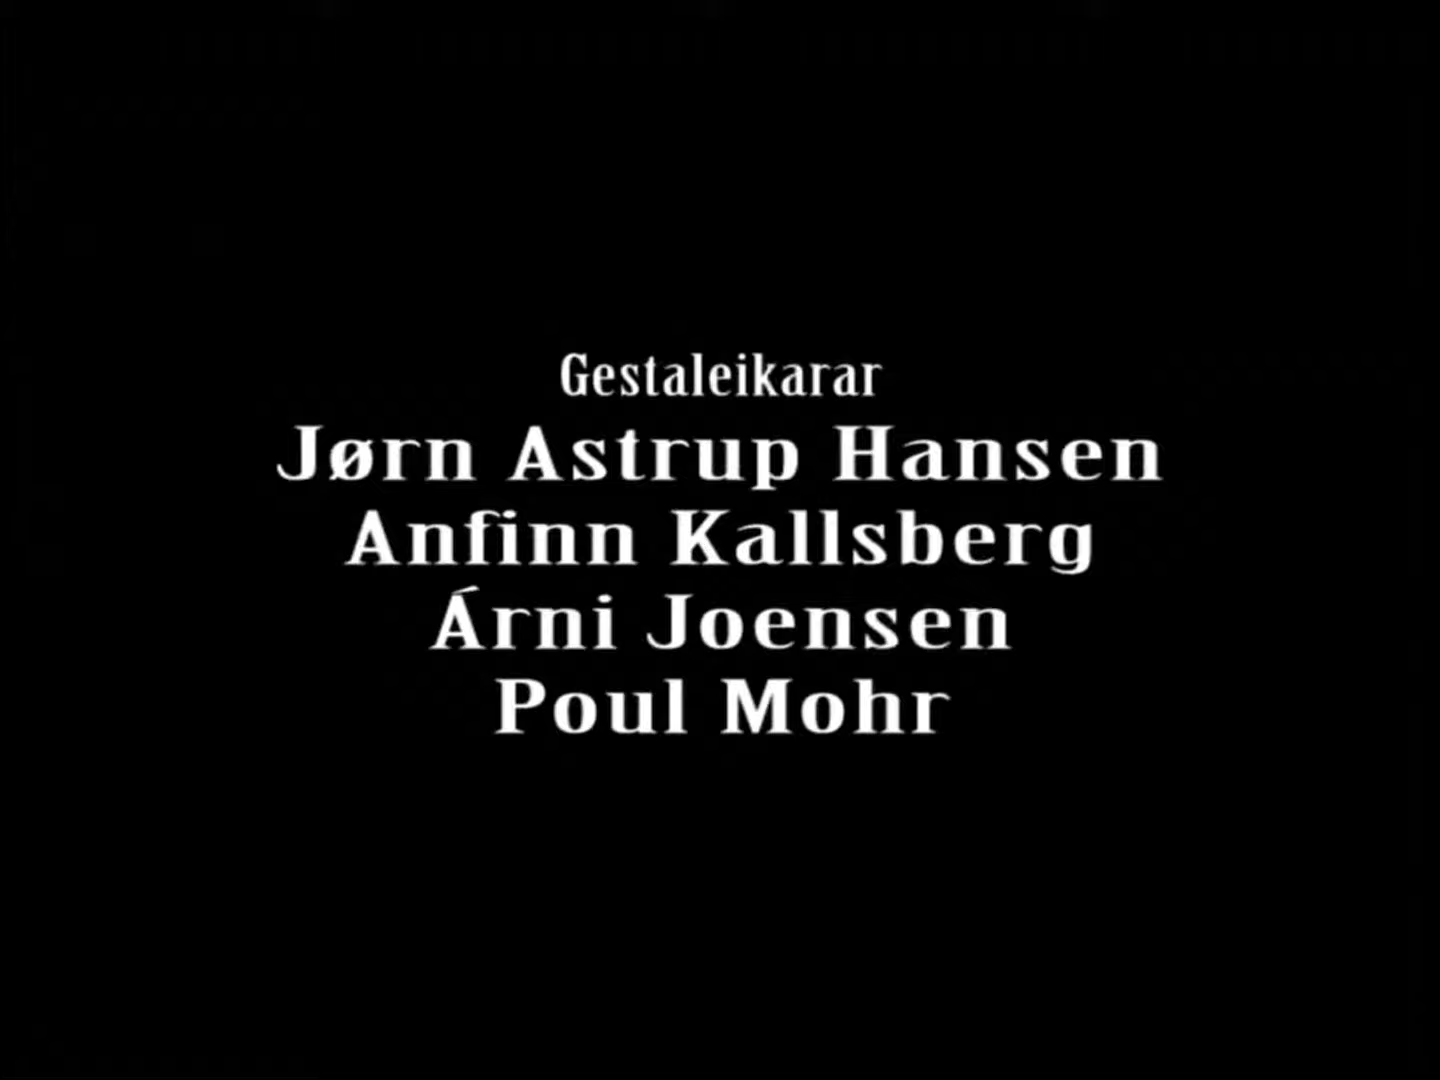 Gestaleikarar
Jørn Astrup Hansen
Anfinn Kallsberg
Árni Joensen
Poul Mohr